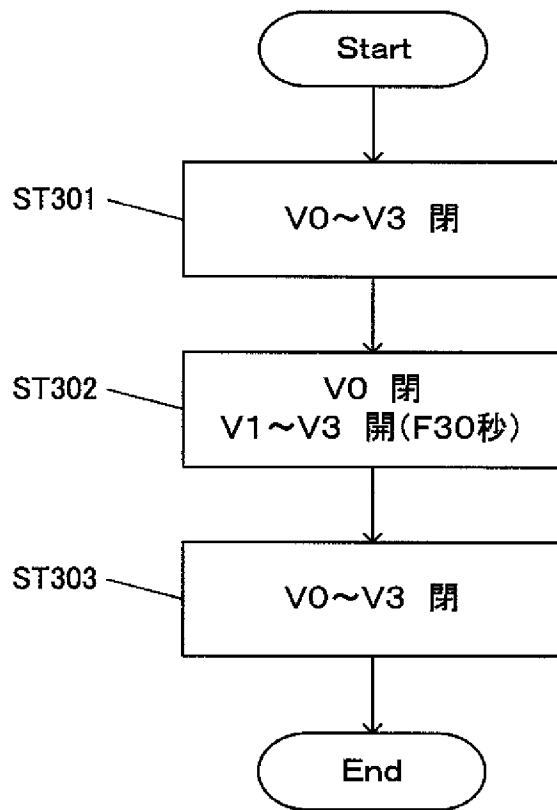 Start
ST301
V0～V3 閉
ST302
V0 閉
V1～V3 開(F30秒)
ST303
V0～V3 閉
End